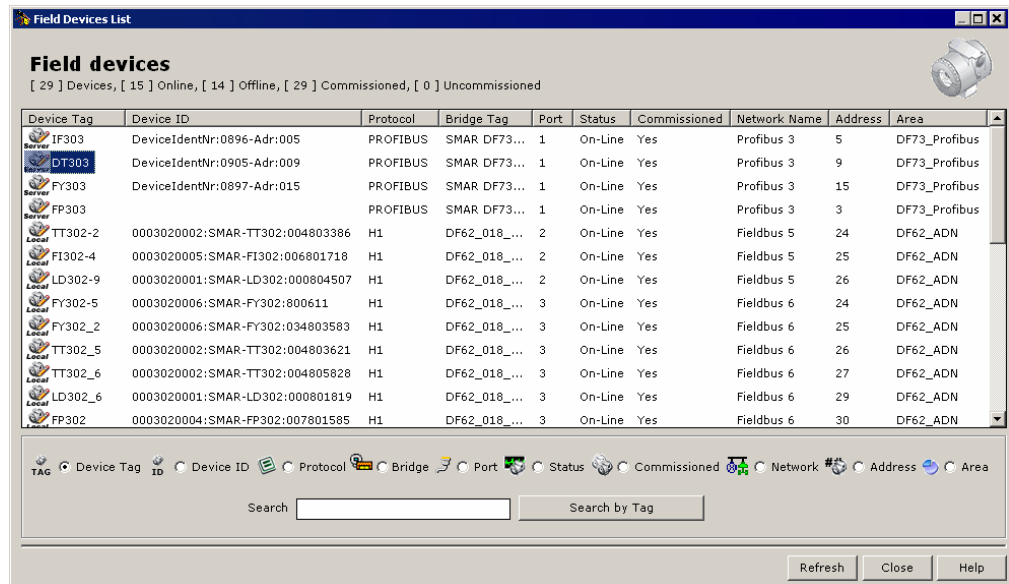 Field Devices List
Field devices
[ 29 ] Devices, [ 15 ] Online, [ 14 ] Offline, [ 29 ] Commissioned, [ 0 ] Uncommissioned
Device Tag Device ID Protocol Bridge Tag Port Status Commissioned Network Name Address Area
Server IF303 DeviceIdentNr:0896-Adr:005 PROFIBUS SMAR DF73... 1 On-Line Yes Profibus 3 5 DF73_Profibus
Server DT303 DeviceIdentNr:0905-Adr:009 PROFIBUS SMAR DF73... 1 On-Line Yes Profibus 3 9 DF73_Profibus
Server FY303 DeviceIdentNr:0897-Adr:015 PROFIBUS SMAR DF73... 1 On-Line Yes Profibus 3 15 DF73_Profibus
Server FP303 PROFIBUS SMAR DF73... 1 On-Line Yes Profibus 3 3 DF73_Profibus
Local TT302-2 0003020002:SMAR-TT302:004803386 H1 DF62_018_... 2 On-Line Yes Fieldbus 5 24 DF62_ADN
Local FI302-4 0003020005:SMAR-FI302:006801718 H1 DF62_018_... 2 On-Line Yes Fieldbus 5 25 DF62_ADN
Local LD302-9 0003020001:SMAR-LD302:000804507 H1 DF62_018_... 2 On-Line Yes Fieldbus 5 26 DF62_ADN
Local FY302-5 0003020006:SMAR-FY302:800611 H1 DF62_018_... 3 On-Line Yes Fieldbus 6 24 DF62_ADN
Local FY302_2 0003020006:SMAR-FY302:034803583 H1 DF62_018_... 3 On-Line Yes Fieldbus 6 25 DF62_ADN
Local TT302_5 0003020002:SMAR-TT302:004803621 H1 DF62_018_... 3 On-Line Yes Fieldbus 6 26 DF62_ADN
Local TT302_6 0003020002:SMAR-TT302:004805828 H1 DF62_018_... 3 On-Line Yes Fieldbus 6 27 DF62_ADN
Local LD302_6 0003020001:SMAR-LD302:000801819 H1 DF62_018_... 3 On-Line Yes Fieldbus 6 29 DF62_ADN
Local FP302 0003020004:SMAR-FP302:007801585 H1 DF62_018_... 3 On-Line Yes Fieldbus 6 30 DF62_ADN
TAG Device Tag ID Device ID Protocol Bridge Port Status Commissioned Network # Address Area
Search Search by Tag
Refresh Close Help